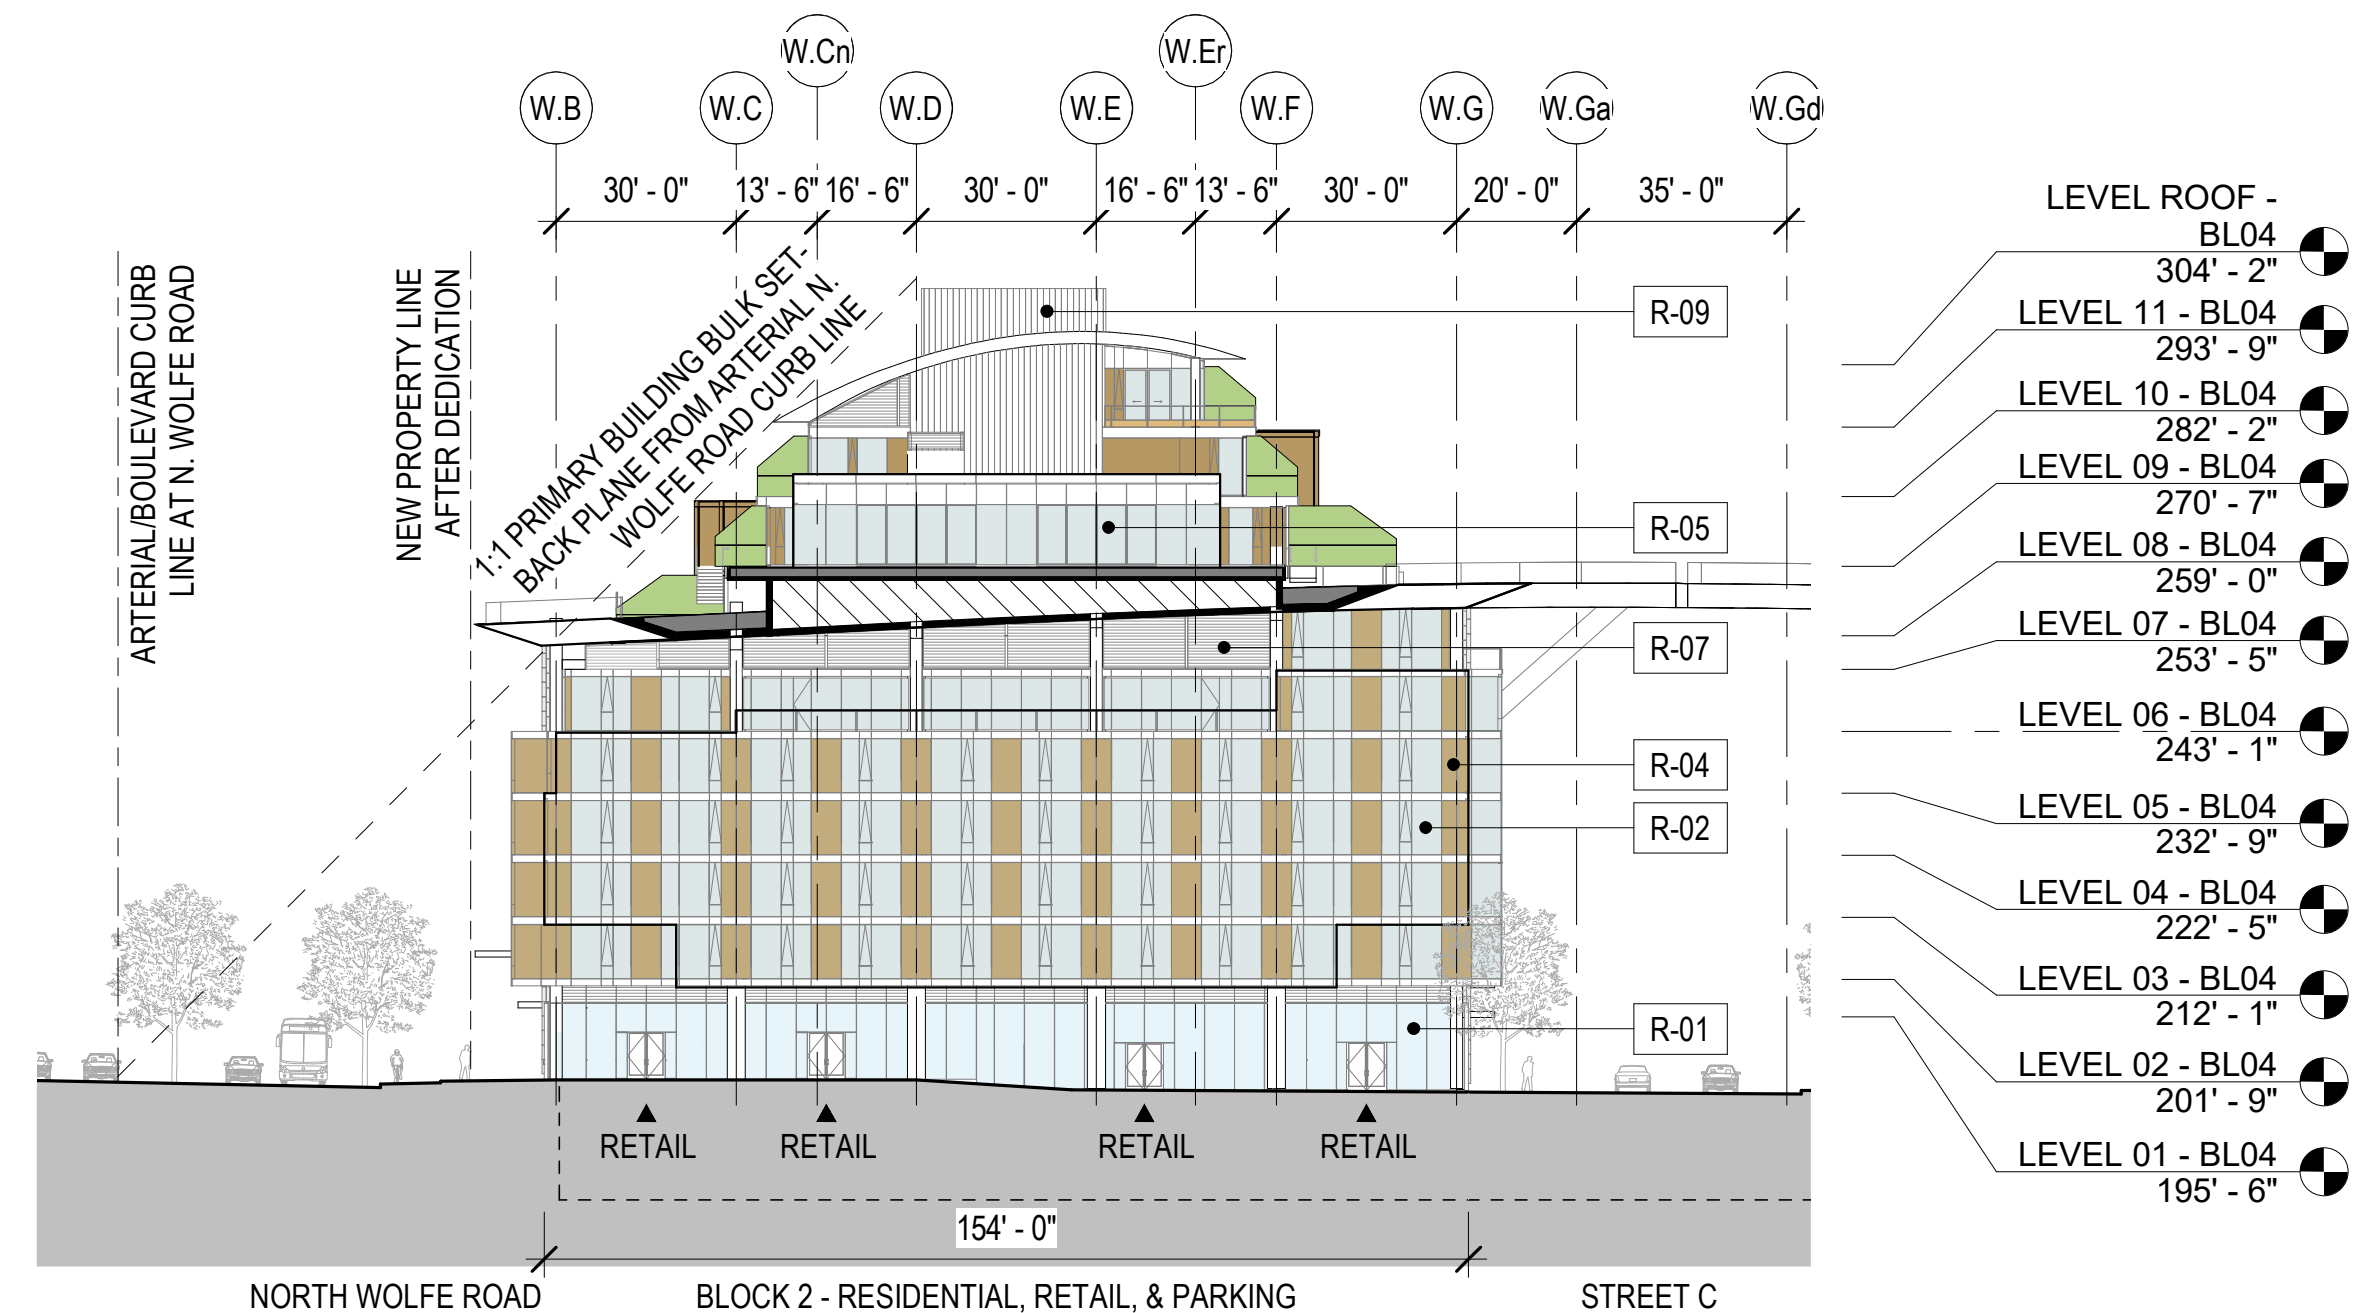 W.Cn
W.Er
W.B
W.C
W.D
W.E
W.F
W.G
W.Ga
W.Gd
30' - 0"
13' - 6"
16' - 6"
30' - 0"
16' - 6"
13' - 6"
30' - 0"
20' - 0"
35' - 0"
ARTERIAL/BOULEVARD CURB
LINE AT N. WOLFE ROAD
NEW PROPERTY LINE
AFTER DEDICATION
1:1 PRIMARY BUILDING BULK SET-
BACK PLANE FROM ARTERIAL N.
WOLFE ROAD CURB LINE
R-09
R-05
R-07
R-04
R-02
R-01
LEVEL ROOF -
BL04
304' - 2"
LEVEL 11 - BL04
293' - 9"
LEVEL 10 - BL04
282' - 2"
LEVEL 09 - BL04
270' - 7"
LEVEL 08 - BL04
259' - 0"
LEVEL 07 - BL04
253' - 5"
LEVEL 06 - BL04
243' - 1"
LEVEL 05 - BL04
232' - 9"
LEVEL 04 - BL04
222' - 5"
LEVEL 03 - BL04
212' - 1"
LEVEL 02 - BL04
201' - 9"
LEVEL 01 - BL04
195' - 6"
RETAIL
RETAIL
RETAIL
RETAIL
154' - 0"
NORTH WOLFE ROAD
BLOCK 2 - RESIDENTIAL, RETAIL, & PARKING
STREET C